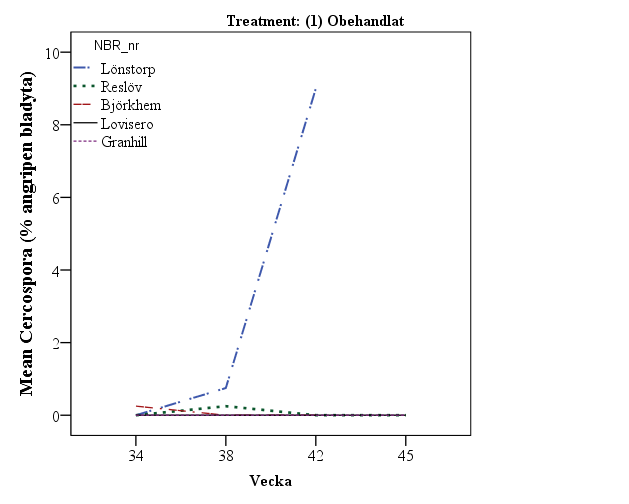 Treatment: (1) Obehandlat
Mean Cercospora (% angripen bladyta)
NBR_nr
Lönstorp
Reslöv
Björkhem
Lovisero
Granhill
10
8
6
4
2
0
34
38
42
45
Vecka